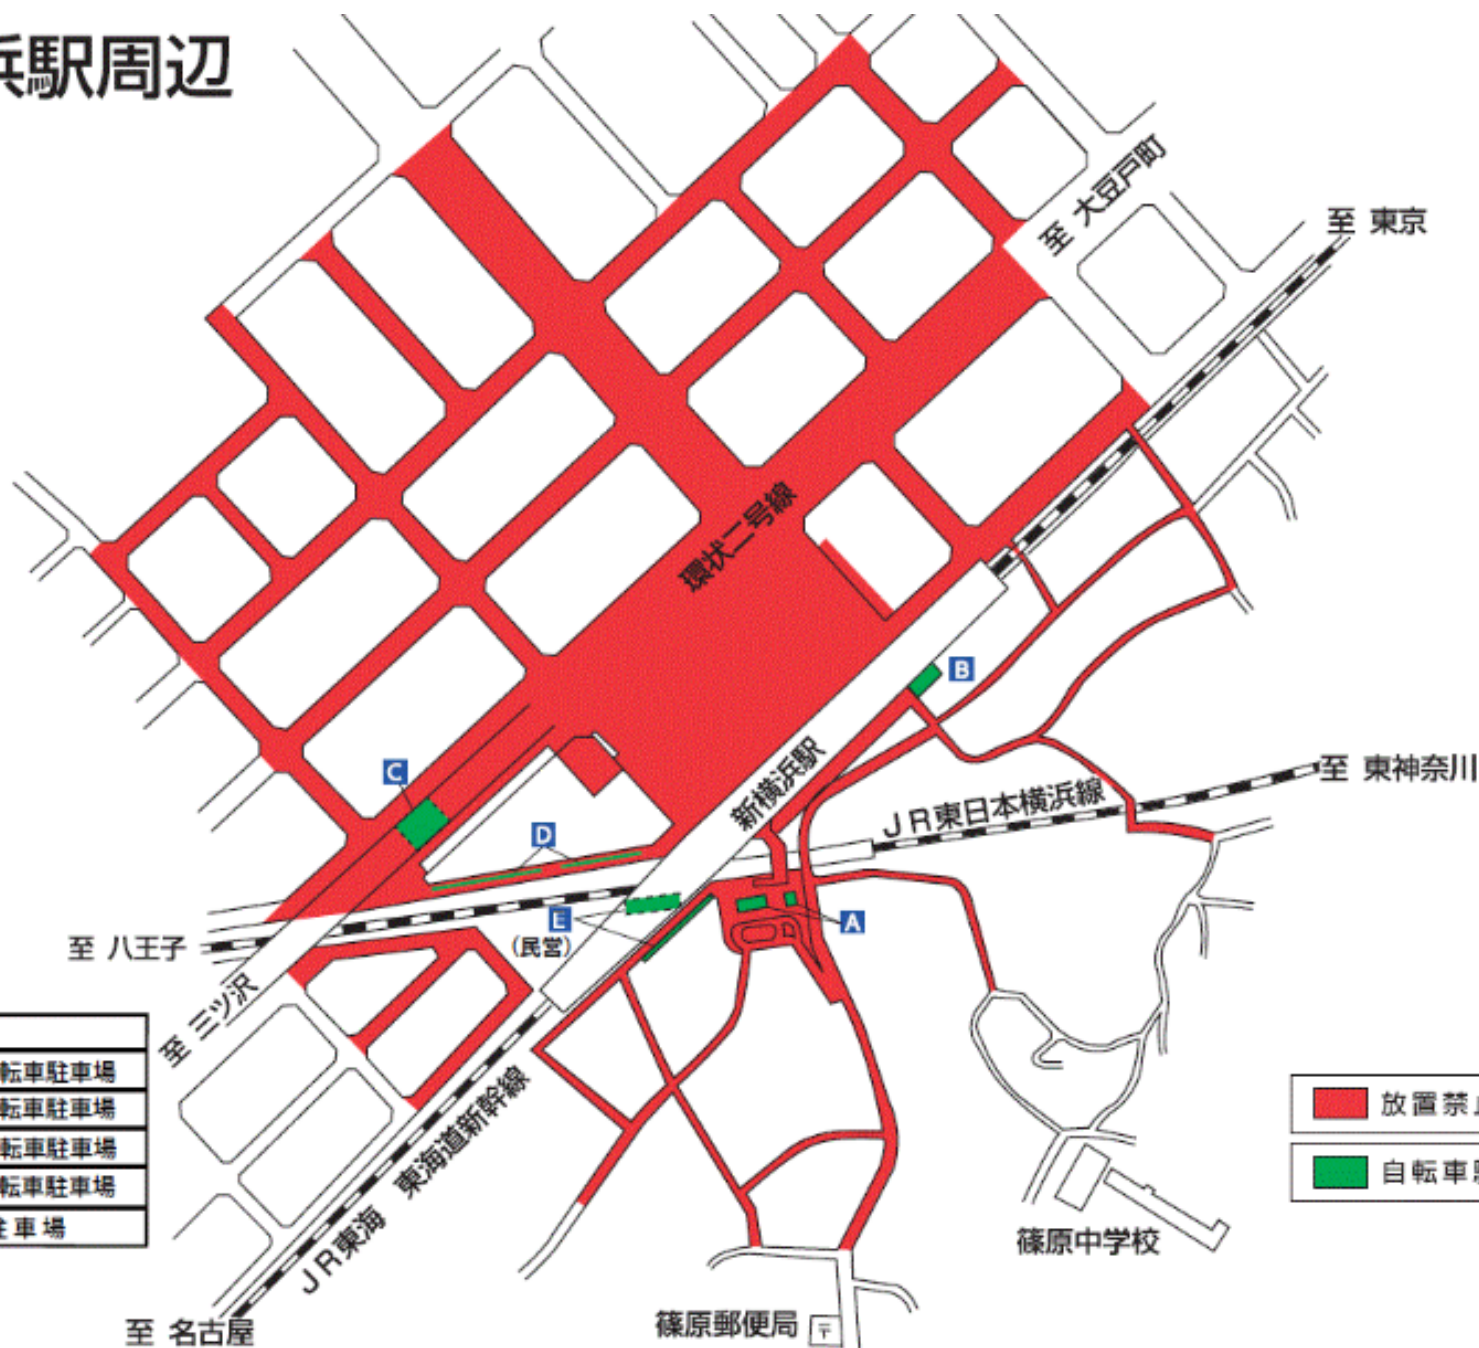 浜駅周辺
至 大豆戸町
至 東京
環状二号線
B
新横浜駅
至 東神奈川
JR東日本横浜線
C
D
E
(民営)
A
至 八王子
至 三ツ沢
転車駐車場
転車駐車場
転車駐車場
転車駐車場
車場
放置禁
自転車
JR東海 東海道新幹線
篠原中学校
篠原郵便局
〒
至 名古屋